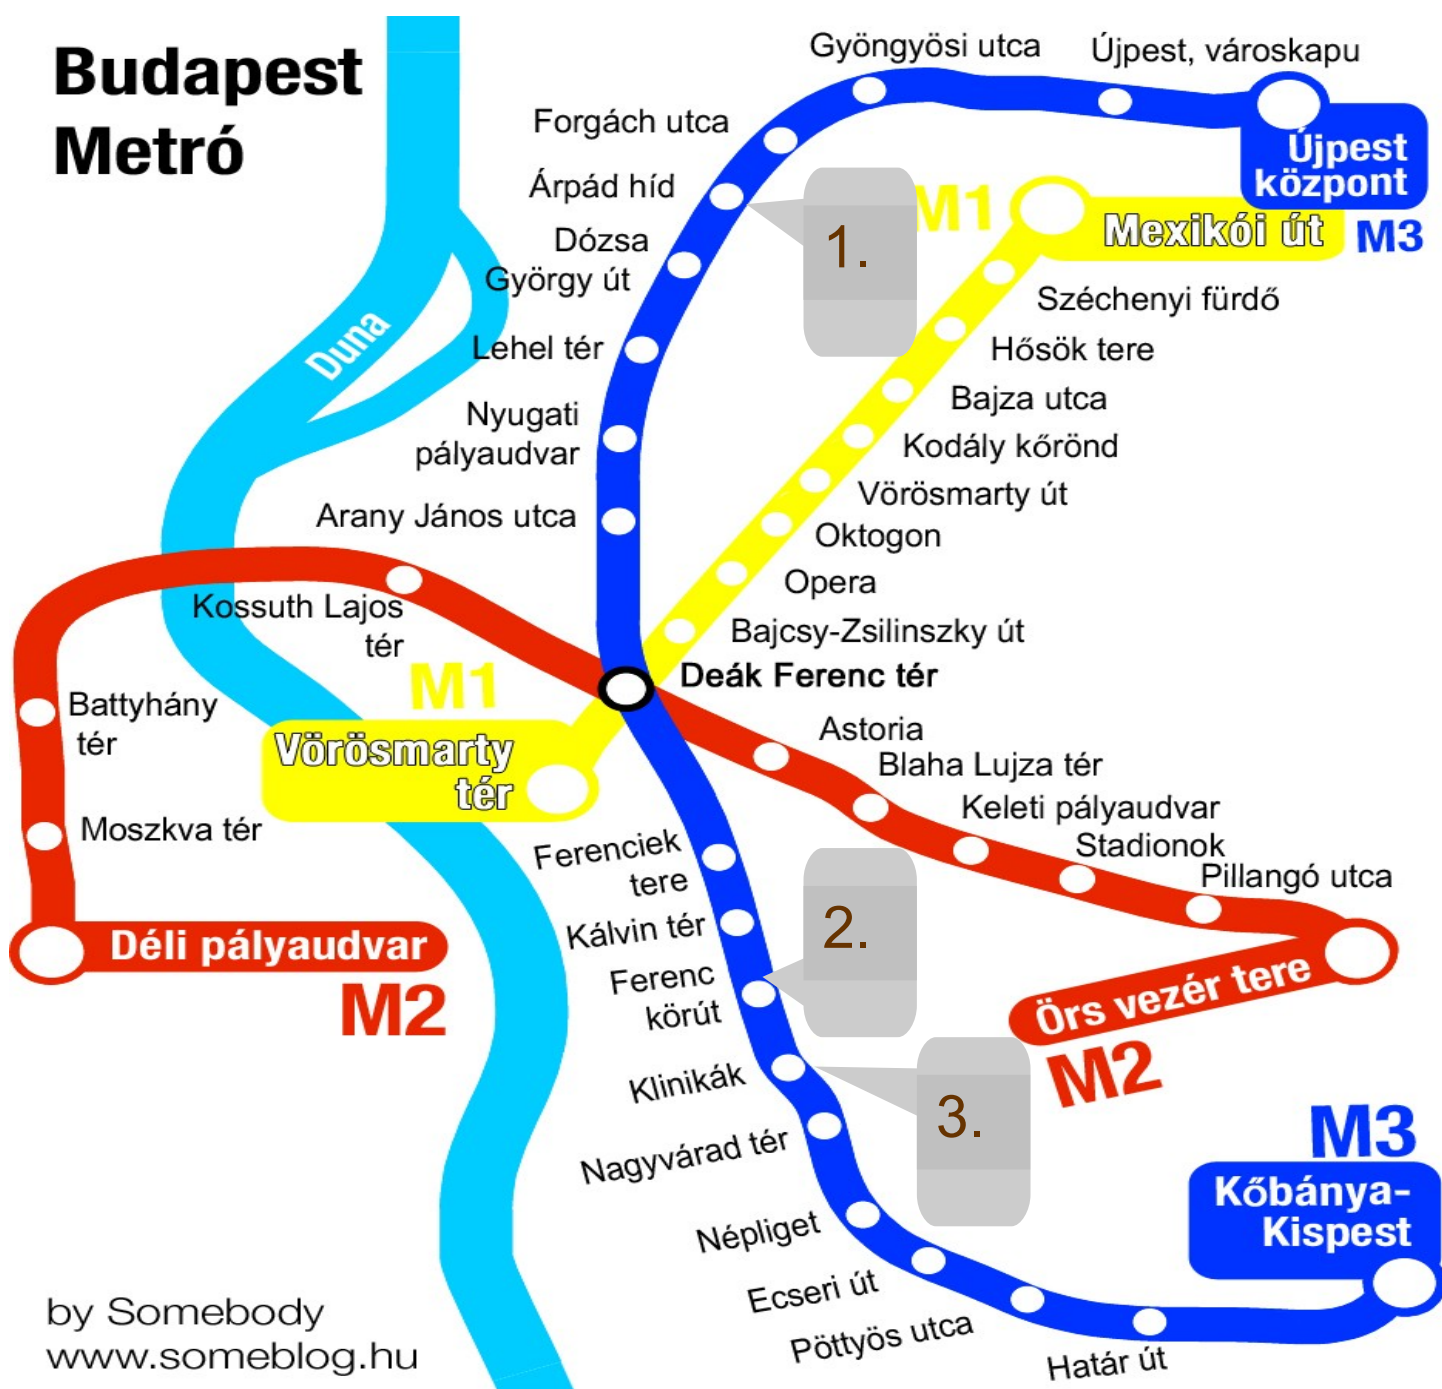 Budapest
Metró
Gyöngyösi utca
Újpest, városkapu
Forgách utca
Újpest
központ
M3
Árpád híd
1.
M1
Mexikói út
Dózsa
György út
Széchenyi fürdő
Duna
Lehel tér
Hősök tere
Bajza utca
Nyugati
pályaudvar
Kodály kőrönd
Vörösmarty út
Arany János utca
Oktogon
Opera
Kossuth Lajos
tér
Bajcsy-Zsilinszky út
M1
Deák Ferenc tér
Battyhány
tér
Vörösmarty
tér
Astoria
Blaha Lujza tér
Moszkva tér
Keleti pályaudvar
Stadionok
Pillangó utca
Ferenciek
tere
2.
Kálvin tér
Déli pályaudvar
M2
Ferenc
körút
Örs vezér tere
M2
Klinikák
3.
Nagyvárad tér
M3
Kőbánya-
Kispest
Népliget
Ecseri út
Pöttyös utca
Határ út
by Somebody
www.someblog.hu